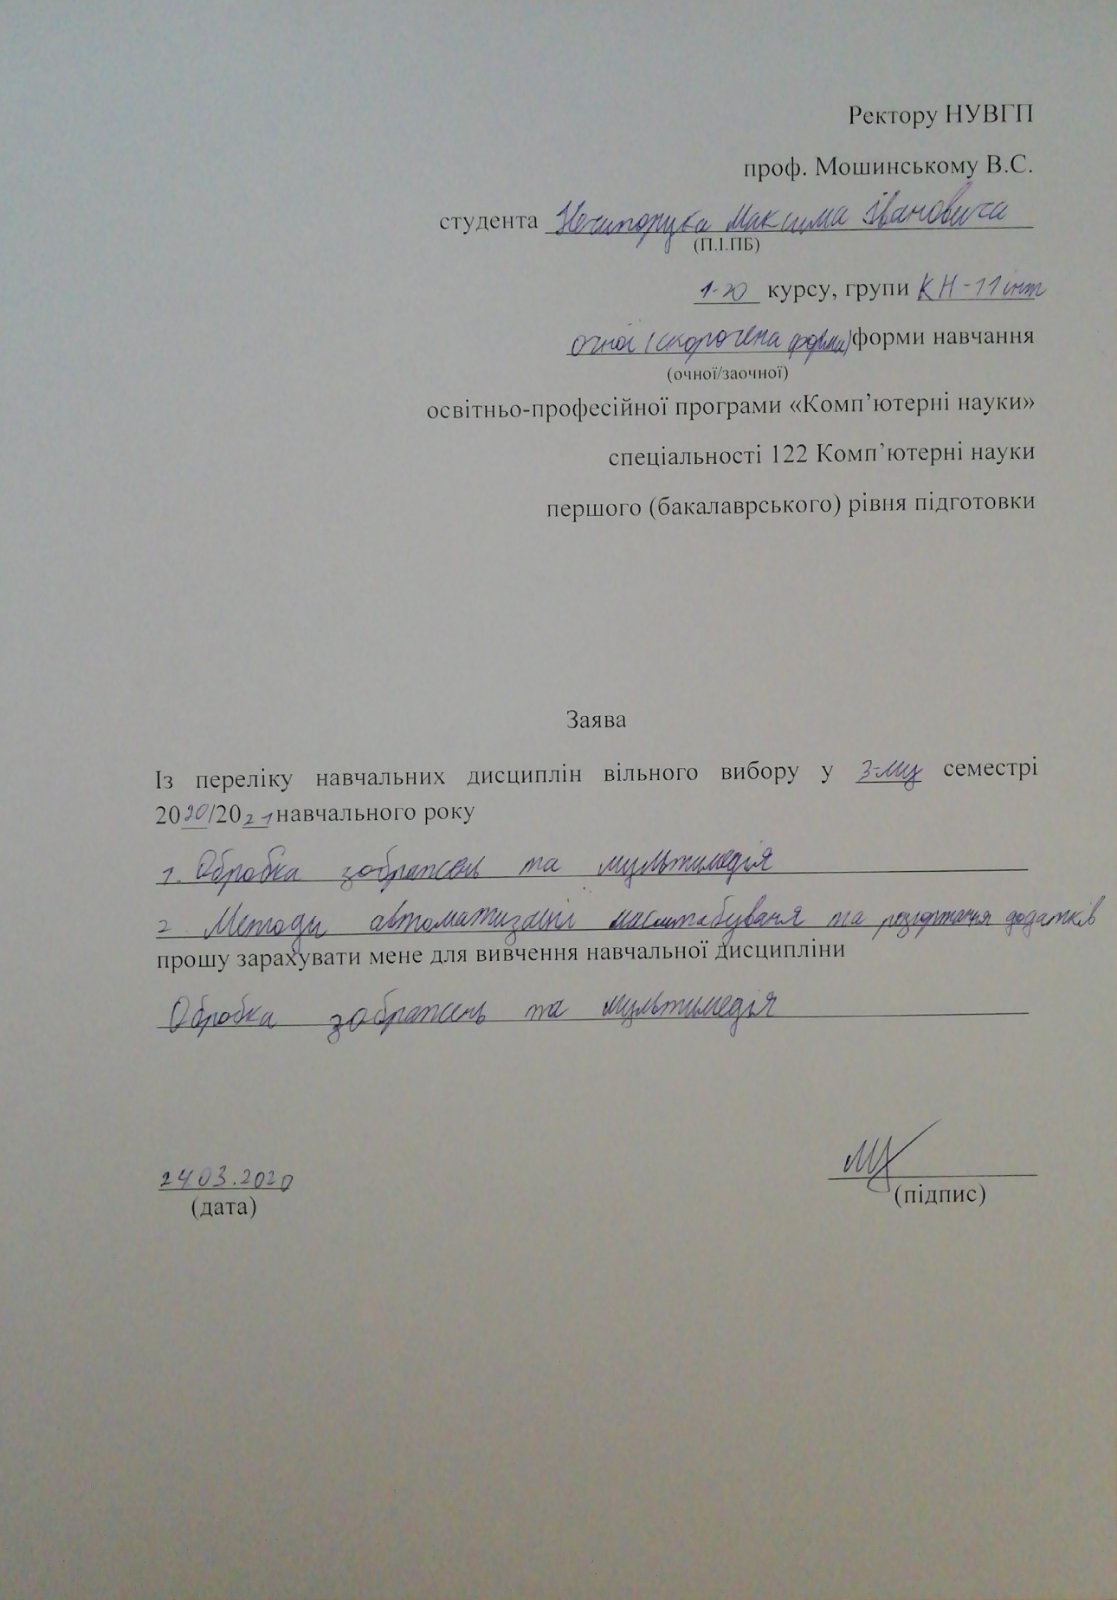 Ректору НУВГП
проф. Мошинському В.С.
студента Нечипорука Максима Івановича
(П.І.ПБ)
1-го курсу, групи КН-11інт
очної (скорочена форма) форми навчання
(очної/заочної)
освітньо-професійної програми «Комп’ютерні науки»
спеціальності 122 Комп’ютерні науки
першого (бакалаврського) рівня підготовки
Заява
Із переліку навчальних дисциплін вільного вибору у 3-му семестрі
2020/2021 навчального року
1. Обробка зображень та мультимедія
2 Методи автоматизації масштабуваня та розгортання додатків
прошу зарахувати мене для вивчення навчальної дисципліни
Обробка зображень та мультимедія
24 03.2020
(дата)
(підпис)